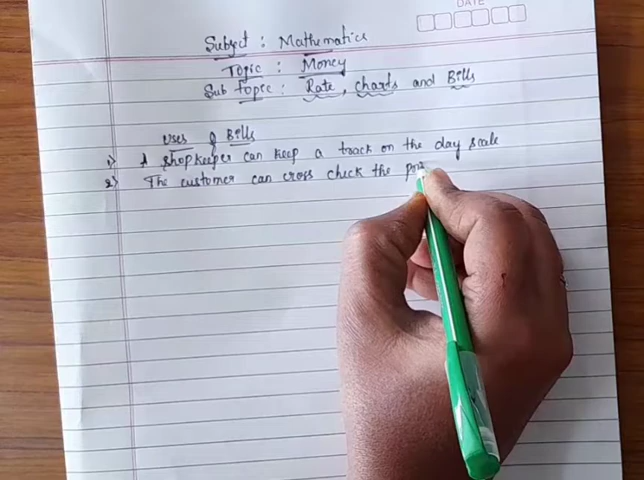 DATE
Subject : Mathematics
Topic : Money
Sub topic : Rate, charts and Bills
Uses of Bills
1) A shopkeeper can keep a track on the day scale
2) The customer can cross check the pri